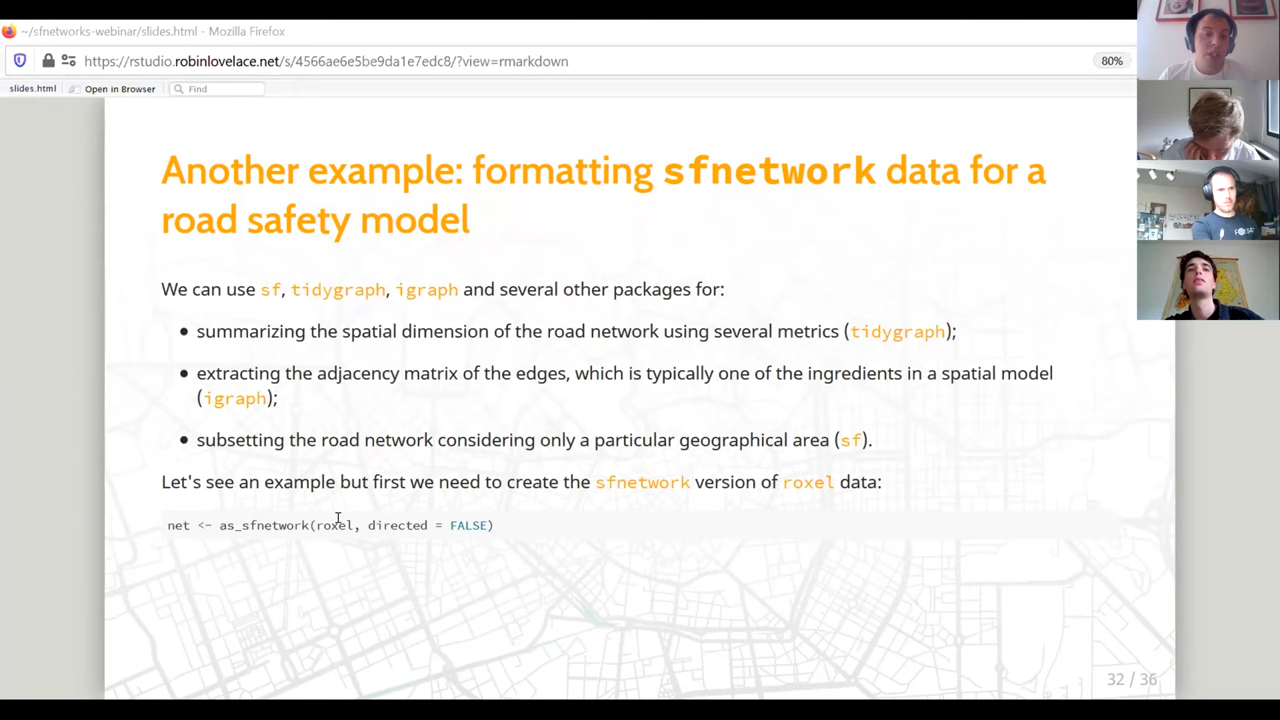 ~/sfnetworks-webinar/slides.html - Mozilla Firefox
https://rstudio.robinlovelace.net/s/4566ae6e5be9da1e7edc8/?view=rmarkdown
80%
slides.html
Open in Browser
Find
Another example: formatting sfnetwork data for a
road safety model
We can use sf, tidygraph, igraph and several other packages for:
● summarizing the spatial dimension of the road network using several metrics (tidygraph);
● extracting the adjacency matrix of the edges, which is typically one of the ingredients in a spatial model
(igraph);
● subsetting the road network considering only a particular geographical area (sf).
Let's see an example but first we need to create the sfnetwork version of roxel data:
net <- as_sfnetwork(roxel, directed = FALSE)
32 / 36